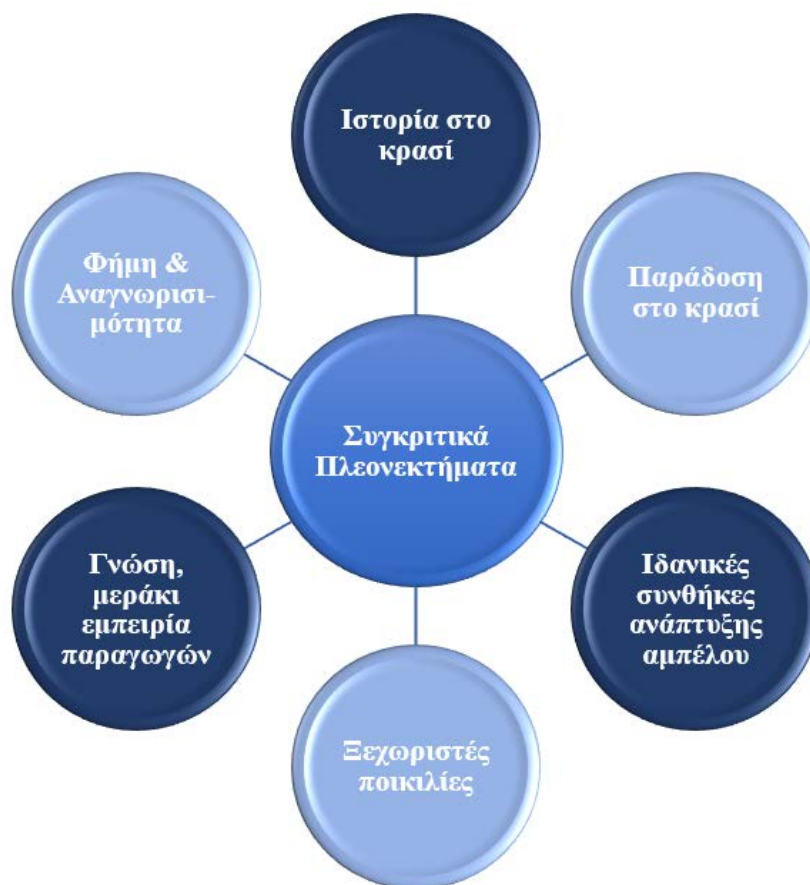 Ιστορία στο
κρασί
Φήμη &
Αναγνωρισι-
μότητα
Παράδοση
στο κρασί
Συγκριτικά
Πλεονεκτήματα
Γνώση,
μεράκι
εμπειρία
παραγωγών
Ιδανικές
συνθήκες
ανάπτυξης
αμπέλου
Ξεχωριστές
ποικιλίες